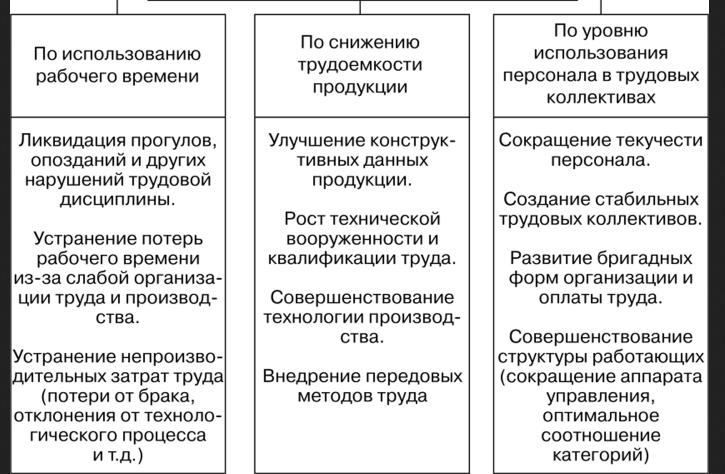 По использованию
рабочего времени
Ликвидация прогулов,
опозданий и других
нарушений трудовой
дисциплины.
Устранение потерь
рабочего времени
из-за слабой организа-
ции труда и производ-
ства.
Устранение непроизво-
дительных затрат труда
(потери от брака,
отклонения от техноло-
гического процесса
и т.д.)
По снижению
трудоемкости
продукции
Улучшение конструк-
тивных данных
продукции.
Рост технической
вооруженности и
квалификации труда.
Совершенствование
технологии производ-
ства.
Внедрение передовых
методов труда
По уровню
использования
персонала в трудовых
коллективах
Сокращение текучести
персонала.
Создание стабильных
трудовых коллективов.
Развитие бригадных
форм организации и
оплаты труда.
Совершенствование
структуры работающих
(сокращение аппарата
управления,
оптимальное
соотношение
категорий)